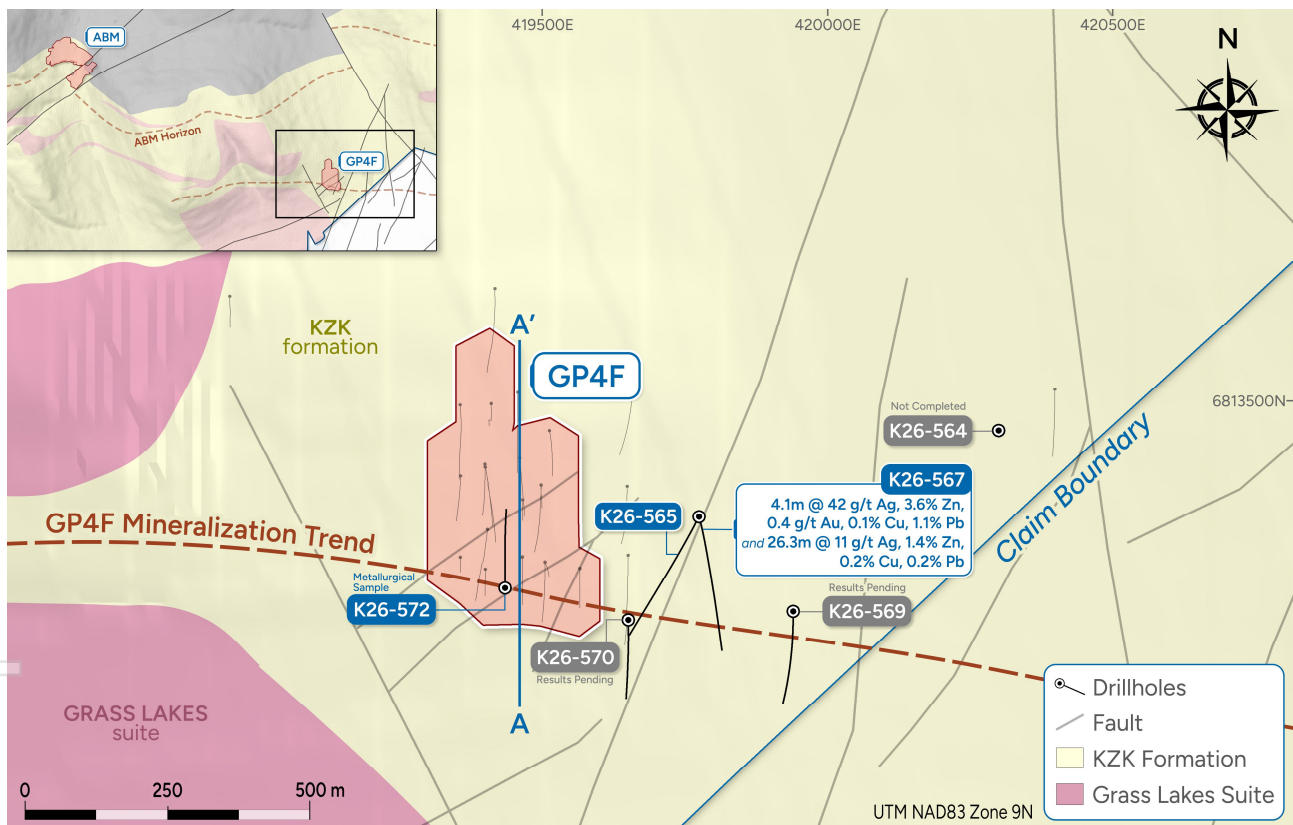 419500E
420000E
420500E
ABM
ABM Horizon
GP4F
N
KZK
formation
A’
GP4F
6813500N
Not Completed
K26-564
K26-567
4.1m @ 42 g/t Ag, 3.6% Zn,
0.4 g/t Au, 0.1% Cu, 1.1% Pb
and 26.3m @ 11 g/t Ag, 1.4% Zn,
0.2% Cu, 0.2% Pb
K26-565
Claim Boundary
GP4F Mineralization Trend
Metallurgical
Sample
K26-572
Results Pending
K26-569
K26-570
Results Pending
A
GRASS LAKES
suite
Drillholes
Fault
KZK Formation
Grass Lakes Suite
0 250 500 m
UTM NAD83 Zone 9N